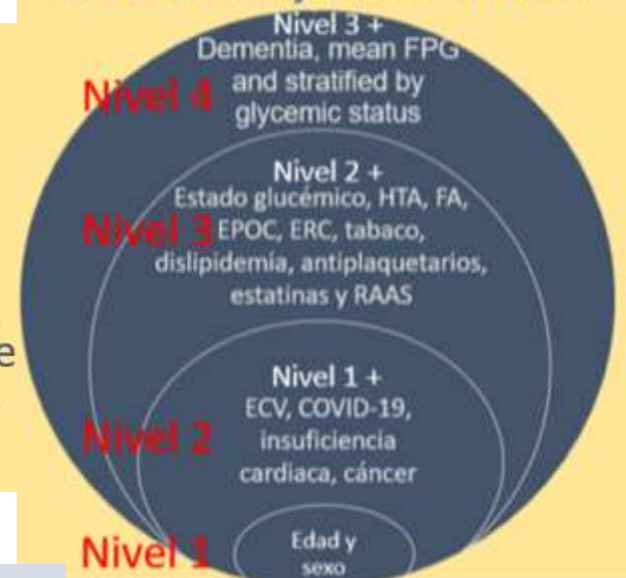 Nivel 3 +
Dementia, mean FPG
Nivel 4 and stratified by
glycemic status
Nivel 2 +
Estado glucémico, HTA, FA,
Nivel 3 EPOC, ERC, tabaco,
dislipidemia, antiplaquetarios,
estatinas y RAAS
e
Nivel 1 +
ECV, COVID-19,
Nivel 2 insuficiencia
cardiaca, cáncer
Nivel 1 Edad y
sexo